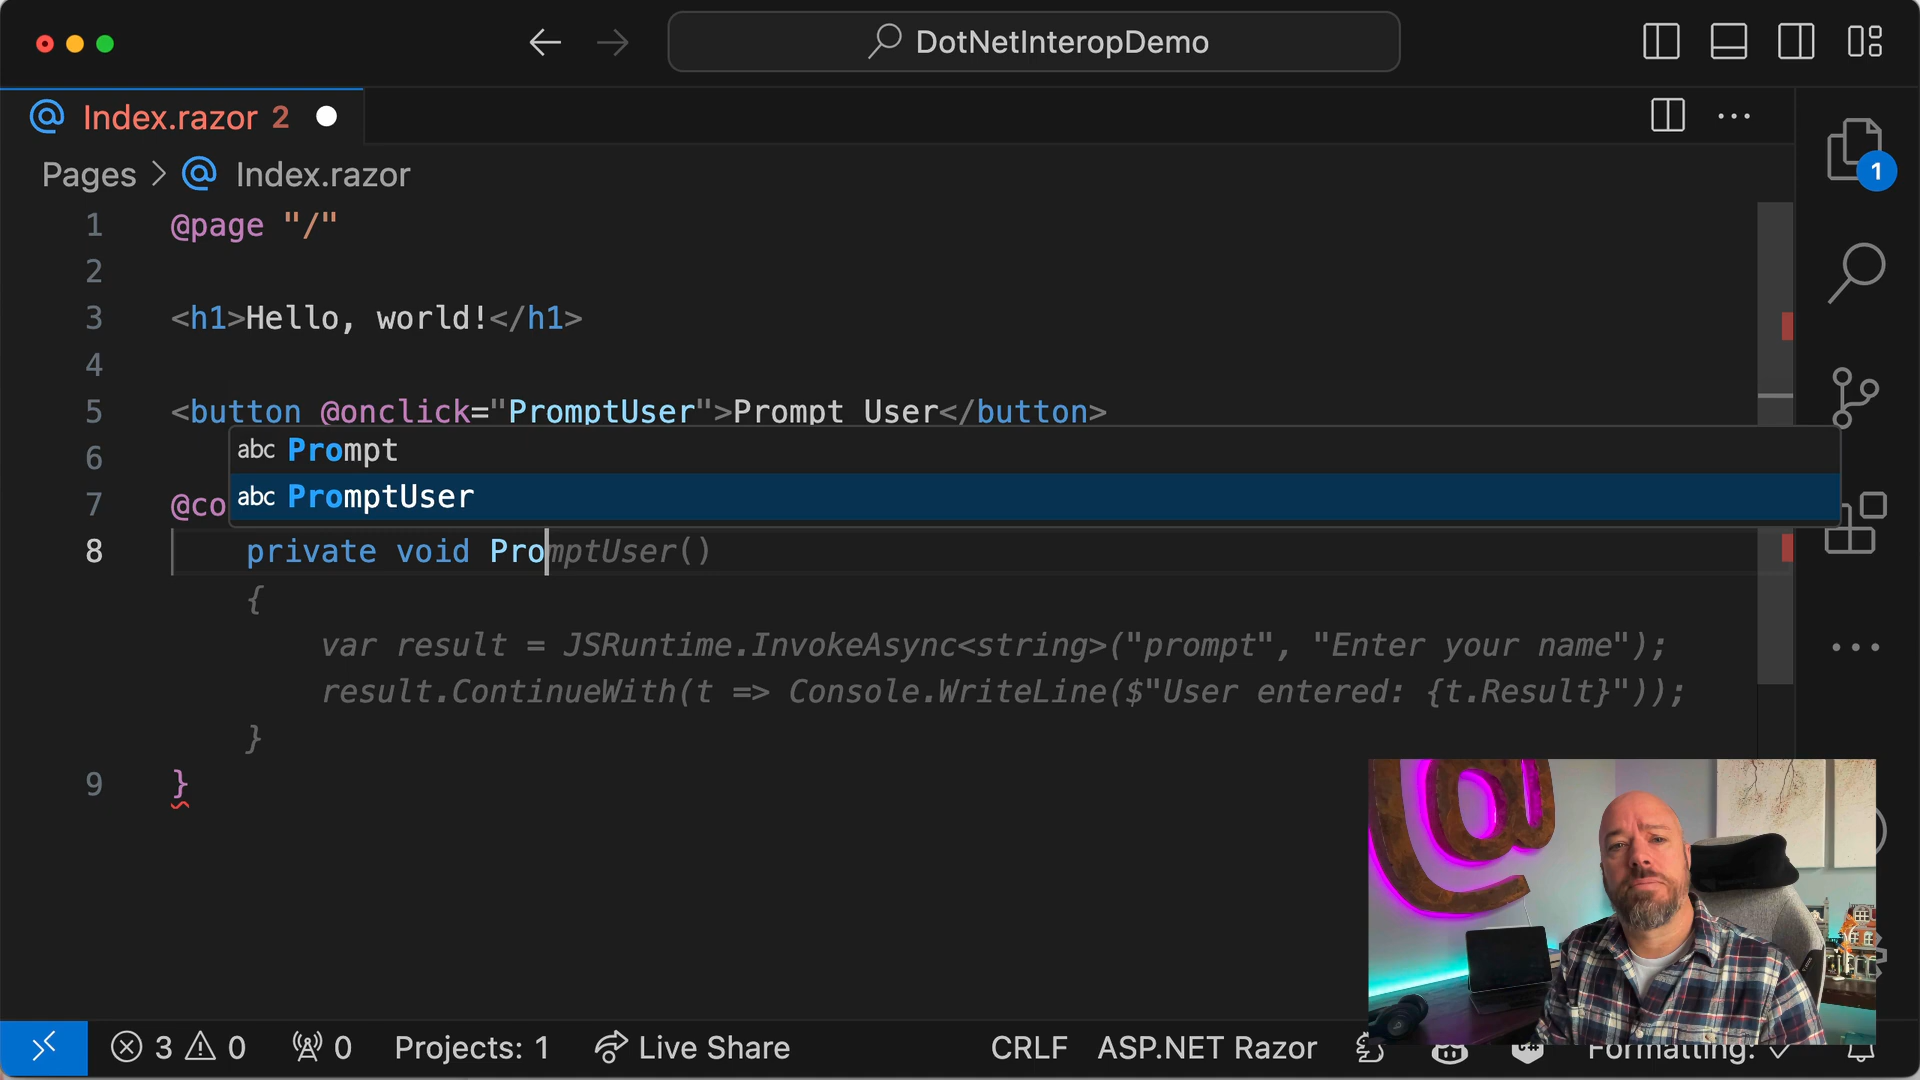 DotNetInteropDemo
Index.razor 2
Pages > Index.razor
1
1 @page "/"
2
3 <h1>Hello, world!</h1>
4
5 <button @onclick="PromptUser">Prompt User</button>
6 abc Prompt
abc PromptUser
7 @co
8 private void PromptUser()
{
var result = JSRuntime.InvokeAsync<string>("prompt", "Enter your name");
result.ContinueWith(t => Console.WriteLine($"User entered: {t.Result}"));
}
9 }
3 0 0 Projects: 1 Live Share CRLF ASP.NET Razor Formatting: